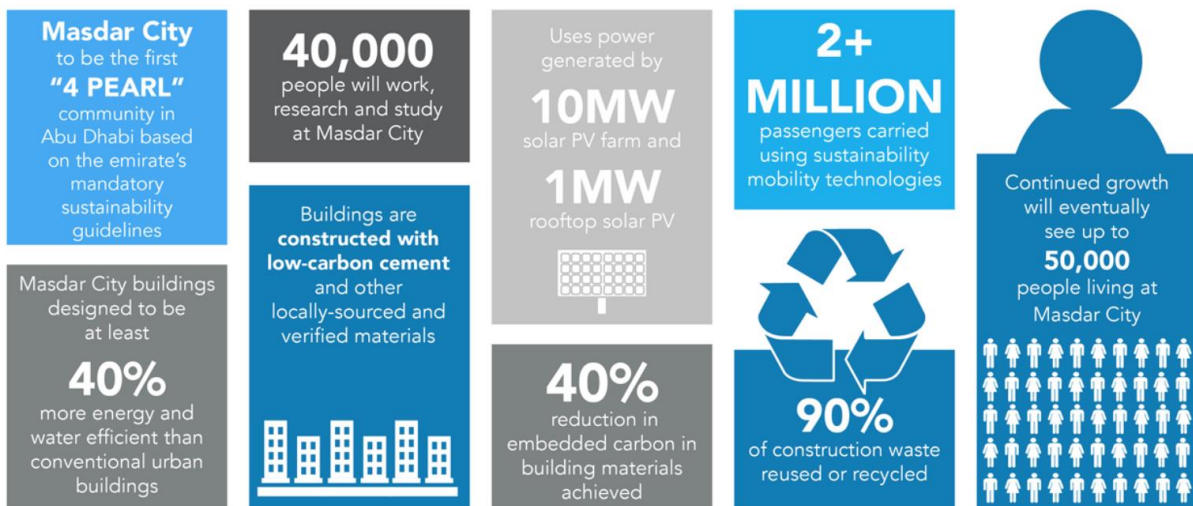 Masdar City
to be the first
“4 PEARL”
community in
Abu Dhabi based
on the emirate’s
mandatory
sustainability
guidelines
Masdar City buildings
designed to be
at least
40%
more energy and
water efficient than
conventional urban
buildings
40,000
people will work,
research and study
at Masdar City
Buildings are
constructed with
low-carbon cement
and other
locally-sourced and
verified materials
Uses power
generated by
10MW
solar PV farm and
1MW
rooftop solar PV
40%
reduction in
embedded carbon in
building materials
achieved
2+
MILLION
passengers carried
using sustainability
mobility technologies
90%
of construction waste
reused or recycled
Continued growth
will eventually
see up to
50,000
people living at
Masdar City